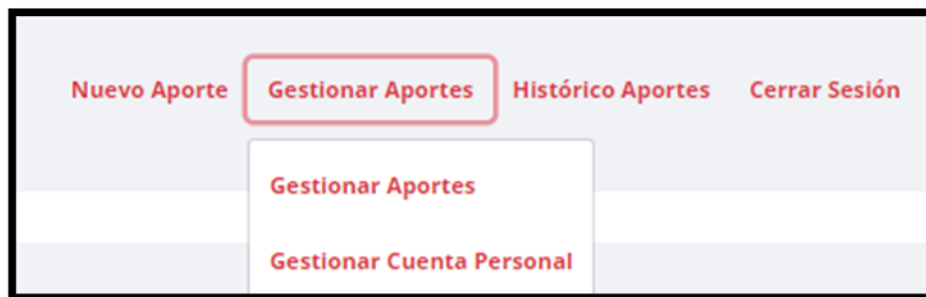 Nuevo Aporte Gestionar Aportes Histórico Aportes Cerrar Sesión
Gestionar Aportes
Gestionar Cuenta Personal